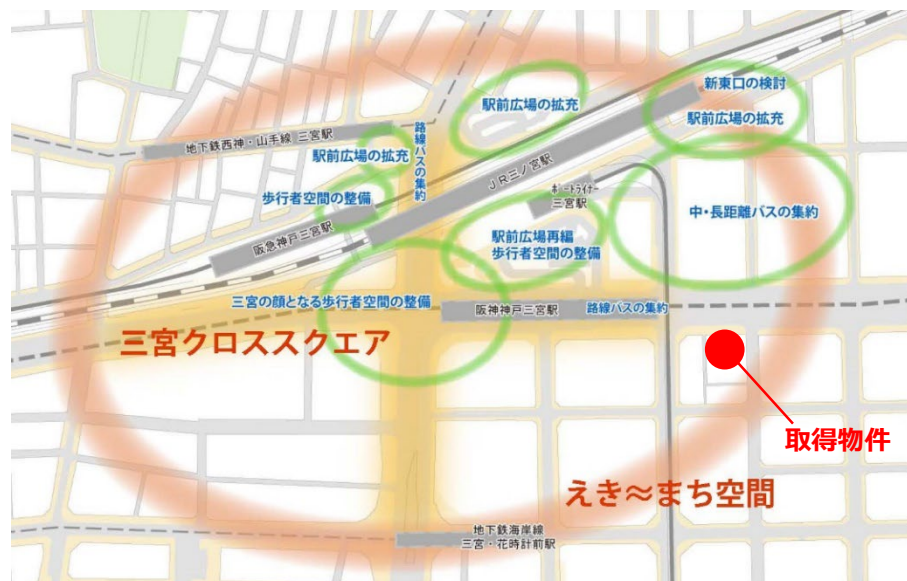 新東口の検討
駅前広場の拡充
駅前広場の拡充
路線バスの集約
地下鉄西神・山手線 三宮駅
駅前広場の拡充
JR三ノ宮駅
歩行者空間の整備
ポートライナー
三宮駅
中・長距離バスの集約
阪急神戸三宮駅
駅前広場再編
歩行者空間の整備
三宮の顔となる歩行者空間の整備
阪神神戸三宮駅
路線バスの集約
三宮クロススクエア
取得物件
えき≈まち空間
地下鉄海岸線
三宮・花時計前駅